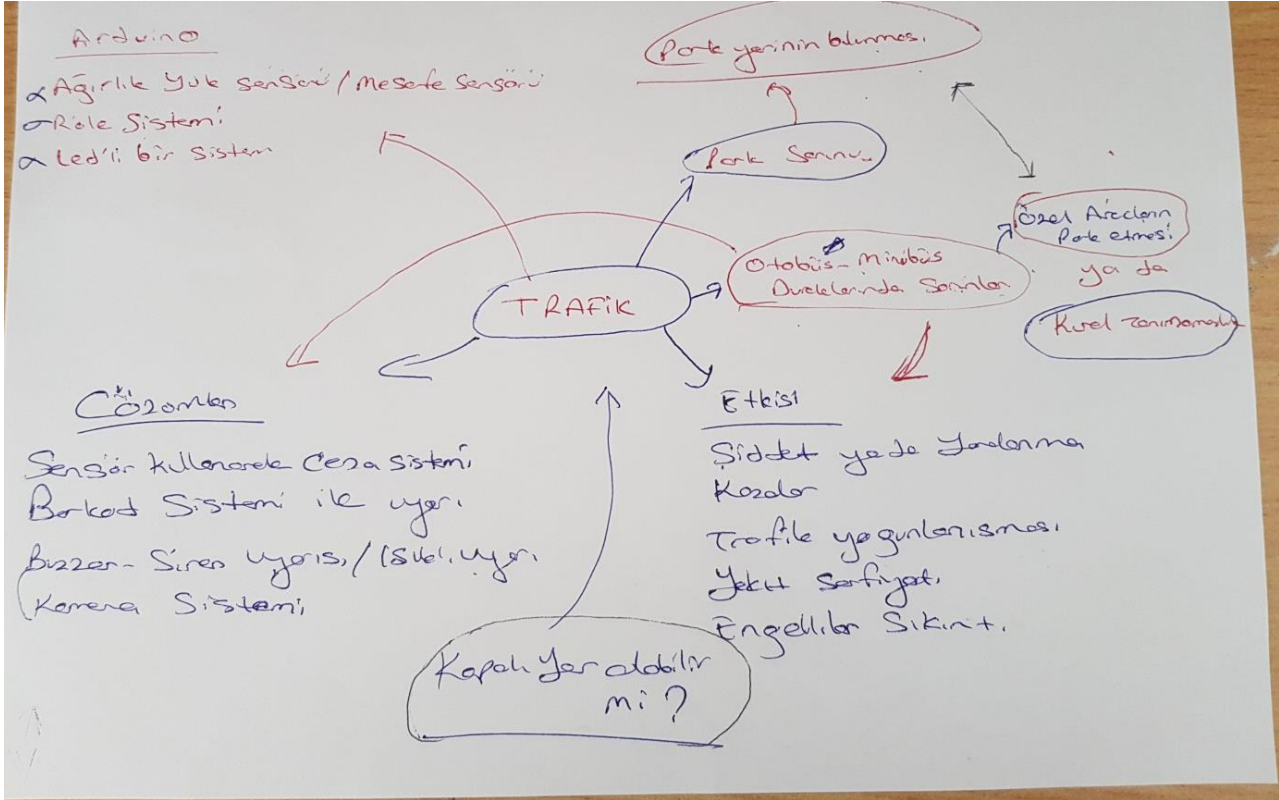 Arduino
Ağırlık Yük sensörü / Mesafe Sensörü
Röle Sistemi
Led'li bir sistem
Park yerinin bulunması
Park Sorunu..
Otobüs - Minibüs
Duraklarında Sorunlar
Özel Araçların
Park etmesi
ya da
Kural tanımamazlık
TRAFİK
Çözümler
Sensör kullanarak Ceza sistemi
Barkod Sistemi ile uyarı
Buzzer - Siren uyarısı / Işıklı uyarı
Kamera Sistemi
Etkisi
Şiddet yada Yaralanma
Kazalar
Trafik yoğunlaşması
Yakıt Sarfiyatı
Engelliler Sıkıntı
Kapalı Yer olabilir
mi?